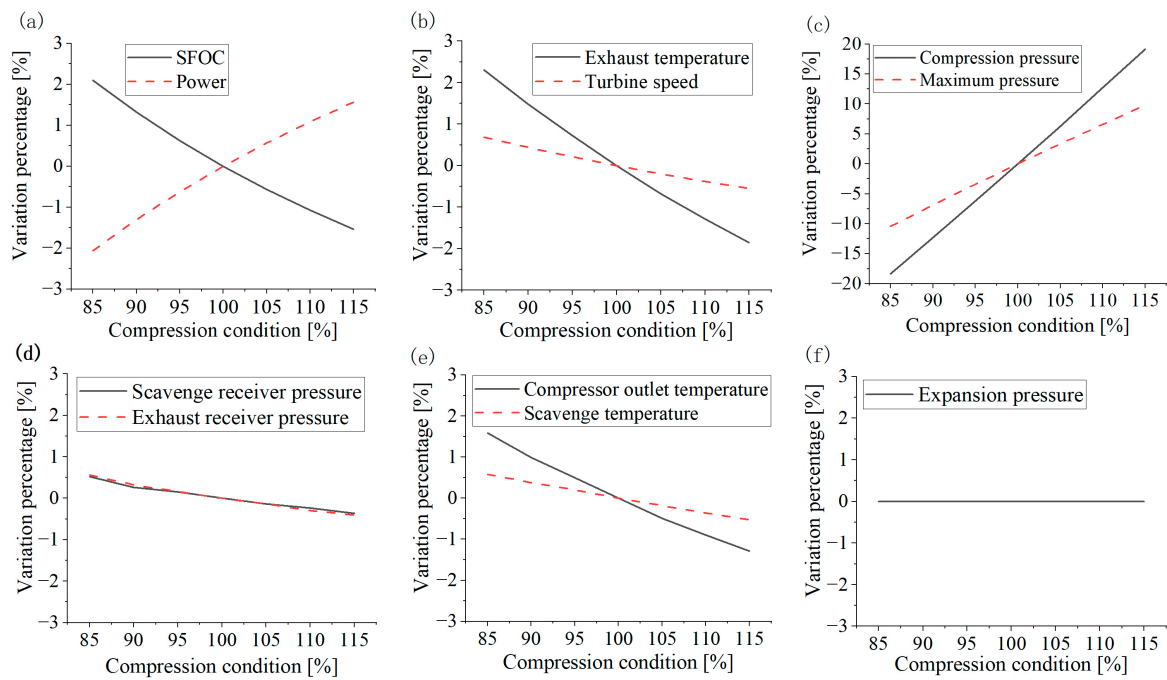 (a)
SFOC
Power
Variation percentage [%]
3
2
1
0
−1
−2
−3
85 90 95 100 105 110 115
Compression condition [%]
(b)
Exhaust temperature
Turbine speed
Variation percentage [%]
3
2
1
0
−1
−2
−3
85 90 95 100 105 110 115
Compression condition [%]
(c)
Compression pressure
Maximum pressure
Variation percentage [%]
20
15
10
5
0
−5
−10
−15
−20
85 90 95 100 105 110 115
Compression condition [%]
(d)
Scavenge receiver pressure
Exhaust receiver pressure
Variation percentage [%]
3
2
1
0
−1
−2
−3
85 90 95 100 105 110 115
Compression condition [%]
(e)
Compressor outlet temperature
Scavenge temperature
Variation percentage [%]
3
2
1
0
−1
−2
−3
85 90 95 100 105 110 115
Compression condition [%]
(f)
Expansion pressure
Variation percentage [%]
3
2
1
0
−1
−2
−3
85 90 95 100 105 110 115
Compression condition [%]